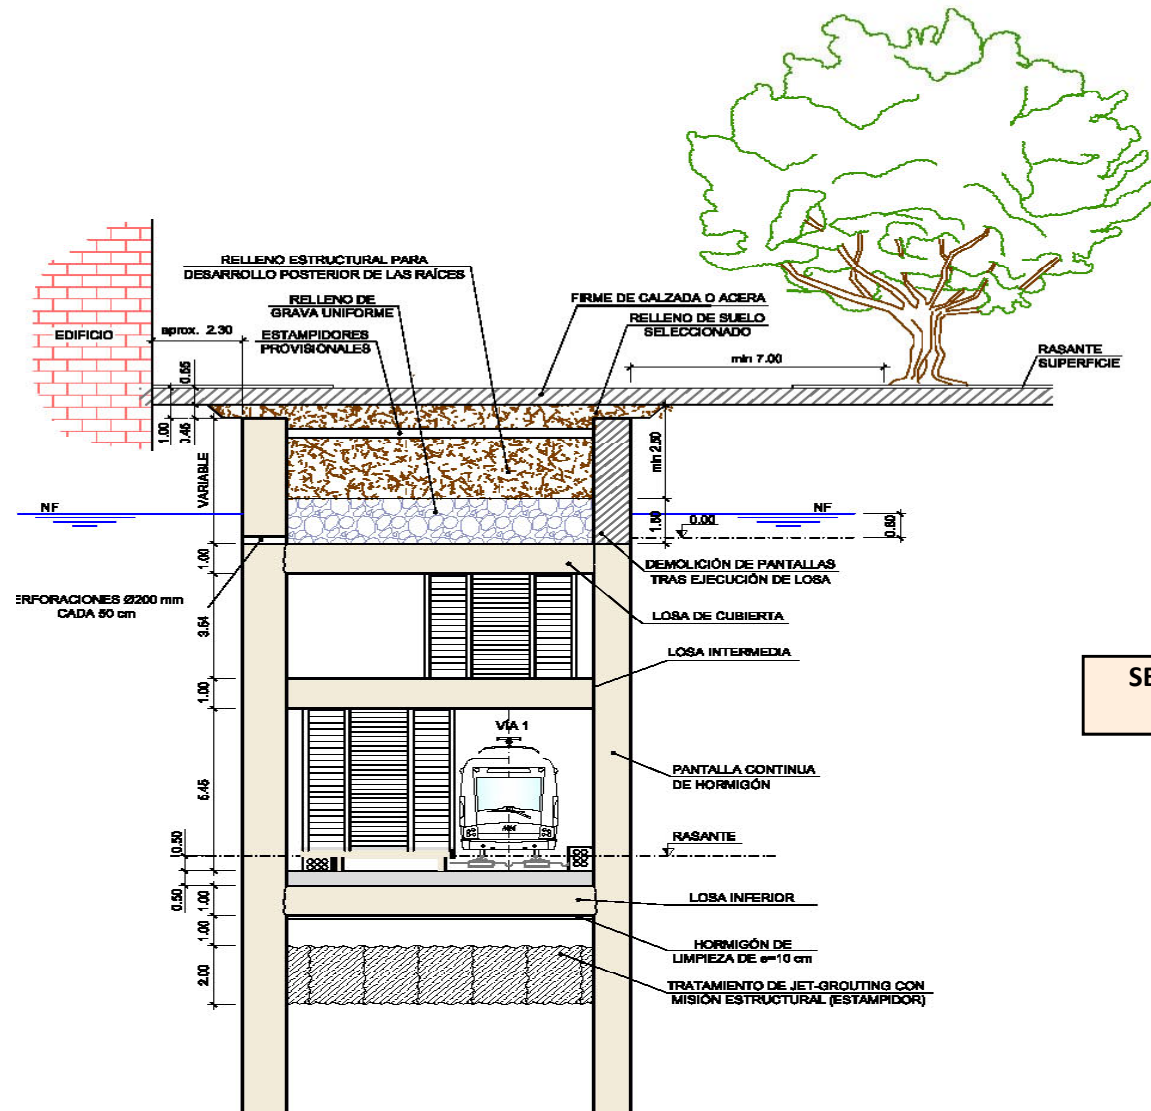 RELLENO ESTRUCTURAL PARA
DESARROLLO POSTERIOR DE LAS RAÍCES
RELLENO DE
GRAVA UNIFORME
FIRME DE CALZADA O ACERA
RELLENO DE SUELO
SELECCIONADO
EDIFICIO
aprox. 2.30
ESTAMPIDORES
PROVISIONALES
min 7.00
RASANTE
SUPERFICIE
0.55
1.00
0.45
VARIABLE
min 2.50
1.50
NF
NF
0.00
0.80
1.00
DEMOLICIÓN DE PANTALLAS
TRAS EJECUCIÓN DE LOSA
ERFORACIONES Ø200 mm
CADA 50 cm
3.54
LOSA DE CUBIERTA
LOSA INTERMEDIA
1.00
SE
VÍA 1
PANTALLA CONTINUA
DE HORMIGÓN
5.45
0.50
RASANTE
0.50
1.00
LOSA INFERIOR
1.00
HORMIGÓN DE
LIMPIEZA DE e=10 cm
2.00
TRATAMIENTO DE JET-GROUTING CON
MISIÓN ESTRUCTURAL (ESTAMPIDOR)